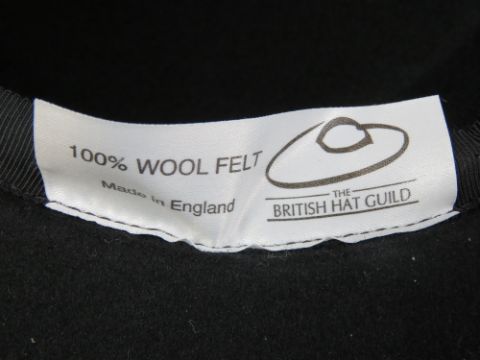 100% WOOL FELT
Made in England
THE
BRITISH HAT GUILD